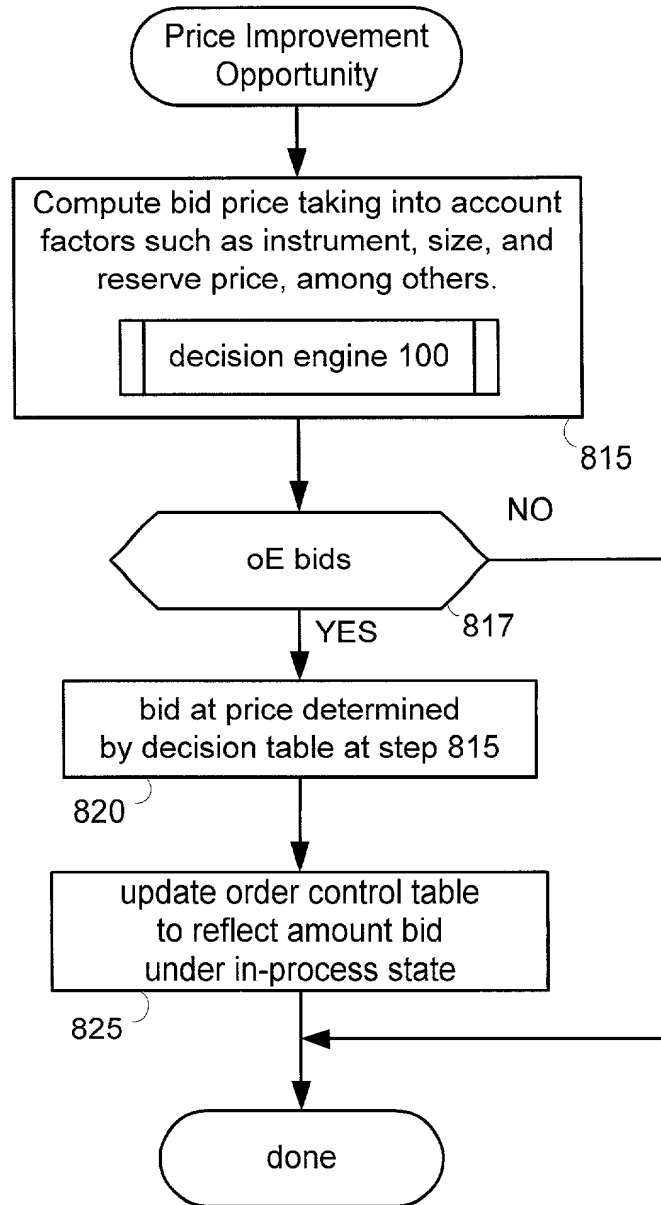 Price Improvement
Opportunity
Compute bid price taking into account
factors such as instrument, size, and
reserve price, among others.
decision engine 100
815
NO
oE bids
817
YES
bid at price determined
by decision table at step 815
820
update order control table
to reflect amount bid
under in-process state
825
done